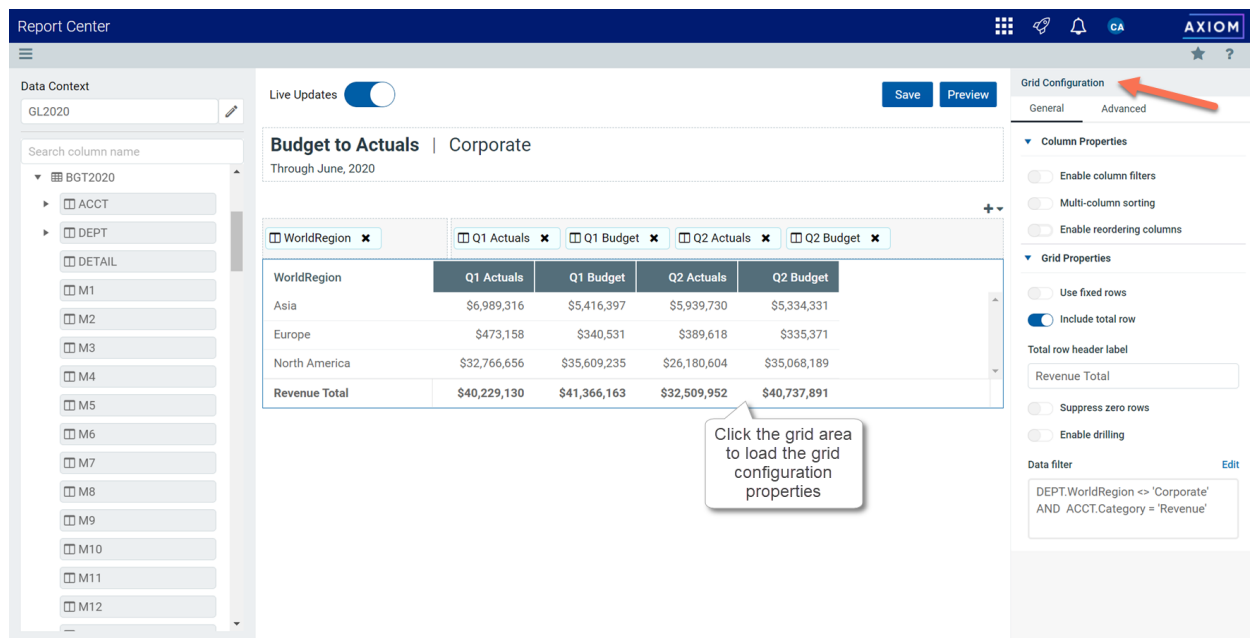 Report Center
CA
AXIOM
?
Data Context
GL2020
Search column name
BGT2020
ACCT
DEPT
DETAIL
M1
M2
M3
M4
M5
M6
M7
M8
M9
M10
M11
M12
Live Updates
Save
Preview
Budget to Actuals | Corporate
Through June, 2020
WorldRegion
Q1 Actuals
Q1 Budget
Q2 Actuals
Q2 Budget
WorldRegion Q1 Actuals Q1 Budget Q2 Actuals Q2 Budget
Asia $6,989,316 $5,416,397 $5,939,730 $5,334,331
Europe $473,158 $340,531 $389,618 $335,371
North America $32,766,656 $35,609,235 $26,180,604 $35,068,189
Revenue Total $40,229,130 $41,366,163 $32,509,952 $40,737,891
Click the grid area
to load the grid
configuration
properties
Grid Configuration
General Advanced
Column Properties
Enable column filters
Multi-column sorting
Enable reordering columns
Grid Properties
Use fixed rows
Include total row
Total row header label
Revenue Total
Suppress zero rows
Enable drilling
Data filter Edit
DEPT.WorldRegion <> 'Corporate'
AND ACCT.Category = 'Revenue'